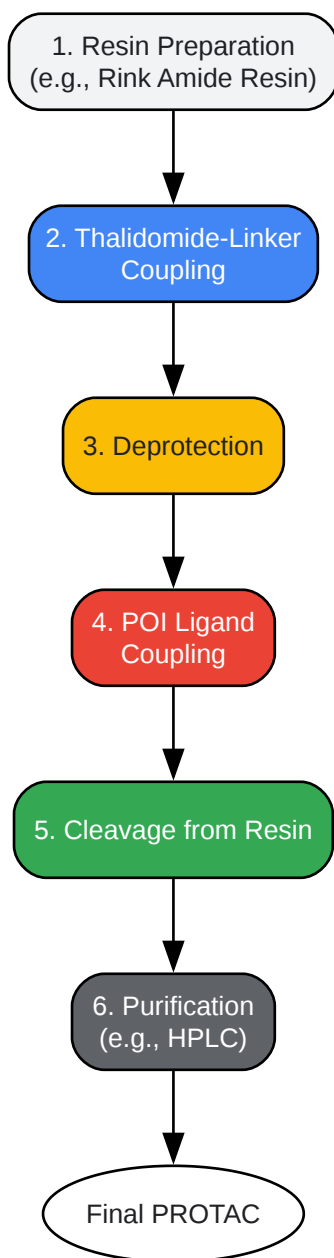 1. Resin Preparation
(e.g., Rink Amide Resin)
2. Thalidomide-Linker
Coupling
3. Deprotection
4. POI Ligand
Coupling
5. Cleavage from Resin
6. Purification
(e.g., HPLC)
Final PROTAC